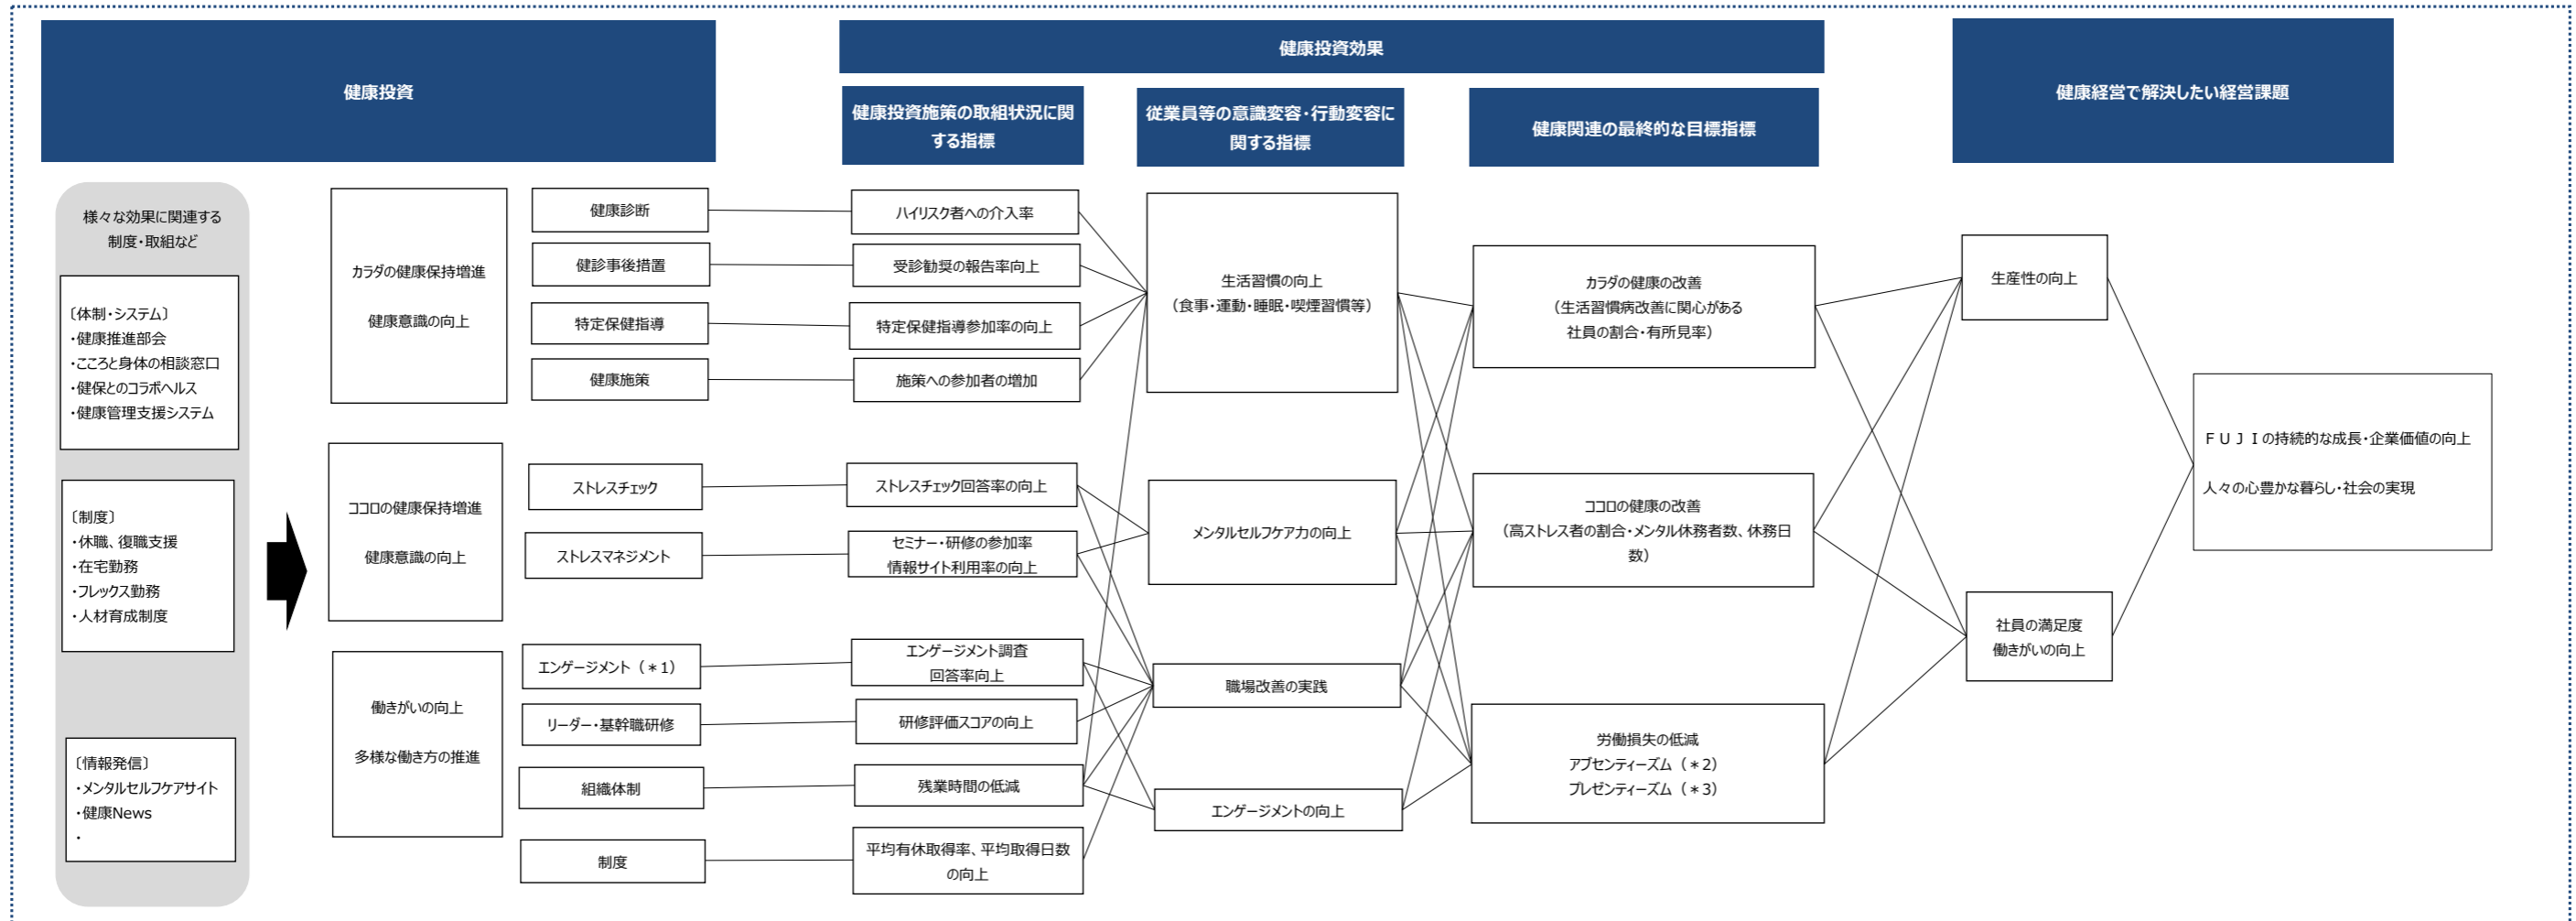 健康投資
健康投資効果
健康経営で解決したい経営課題
健康投資施策の取組状況に関
する指標
従業員等の意識変容・行動変容に
関する指標
健康関連の最終的な目標指標
様々な効果に関連する
制度・取組など
〔体制・システム〕
・健康推進部会
・こころと身体の相談窓口
・健保とのコラボヘルス
・健康管理支援システム
〔制度〕
・休職、復職支援
・在宅勤務
・フレックス勤務
・人材育成制度
〔情報発信〕
・メンタルセルフケアサイト
・健康News
・
カラダの健康保持増進
健康意識の向上
ココロの健康保持増進
健康意識の向上
働きがいの向上
多様な働き方の推進
健康診断
健診事後措置
特定保健指導
健康施策
ストレスチェック
ストレスマネジメント
エンゲージメント（＊1）
リーダー・基幹職研修
組織体制
制度
ハイリスク者への介入率
受診勧奨の報告率向上
特定保健指導参加率の向上
施策への参加者の増加
ストレスチェック回答率の向上
セミナー・研修の参加率
情報サイト利用率の向上
エンゲージメント調査
回答率向上
研修評価スコアの向上
残業時間の低減
平均有休取得率、平均取得日数
の向上
生活習慣の向上
（食事・運動・睡眠・喫煙習慣等）
メンタルセルフケア力の向上
職場改善の実践
エンゲージメントの向上
カラダの健康の改善
（生活習慣病改善に関心がある
社員の割合・有所見率）
ココロの健康の改善
（高ストレス者の割合・メンタル休務者数、休務日
数）
労働損失の低減
アブセンティーズム（＊2）
プレゼンティーズム（＊3）
生産性の向上
社員の満足度
働きがいの向上
ＦＵＪＩの持続的な成長・企業価値の向上
人々の心豊かな暮らし・社会の実現